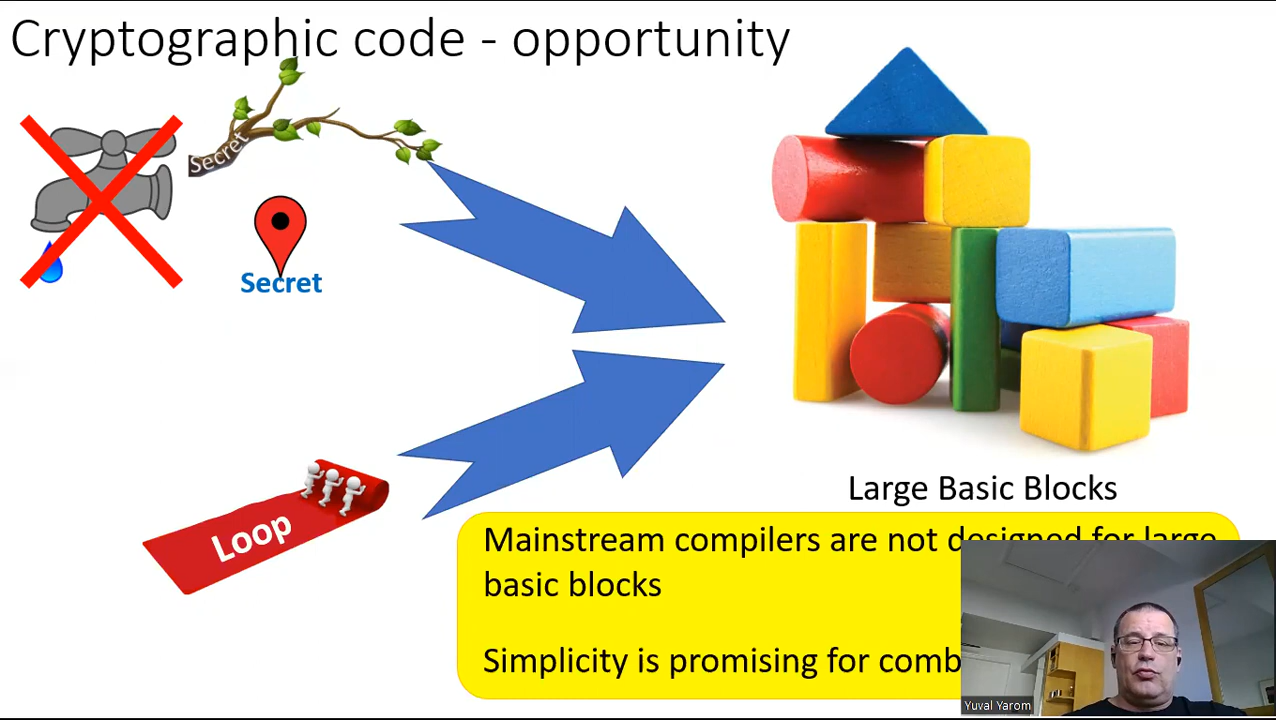 Cryptographic code - opportunity
Secret
Secret
Loop
Large Basic Blocks
Mainstream compilers are not designed for large
basic blocks
Simplicity is promising for comb
Yuval Yarom